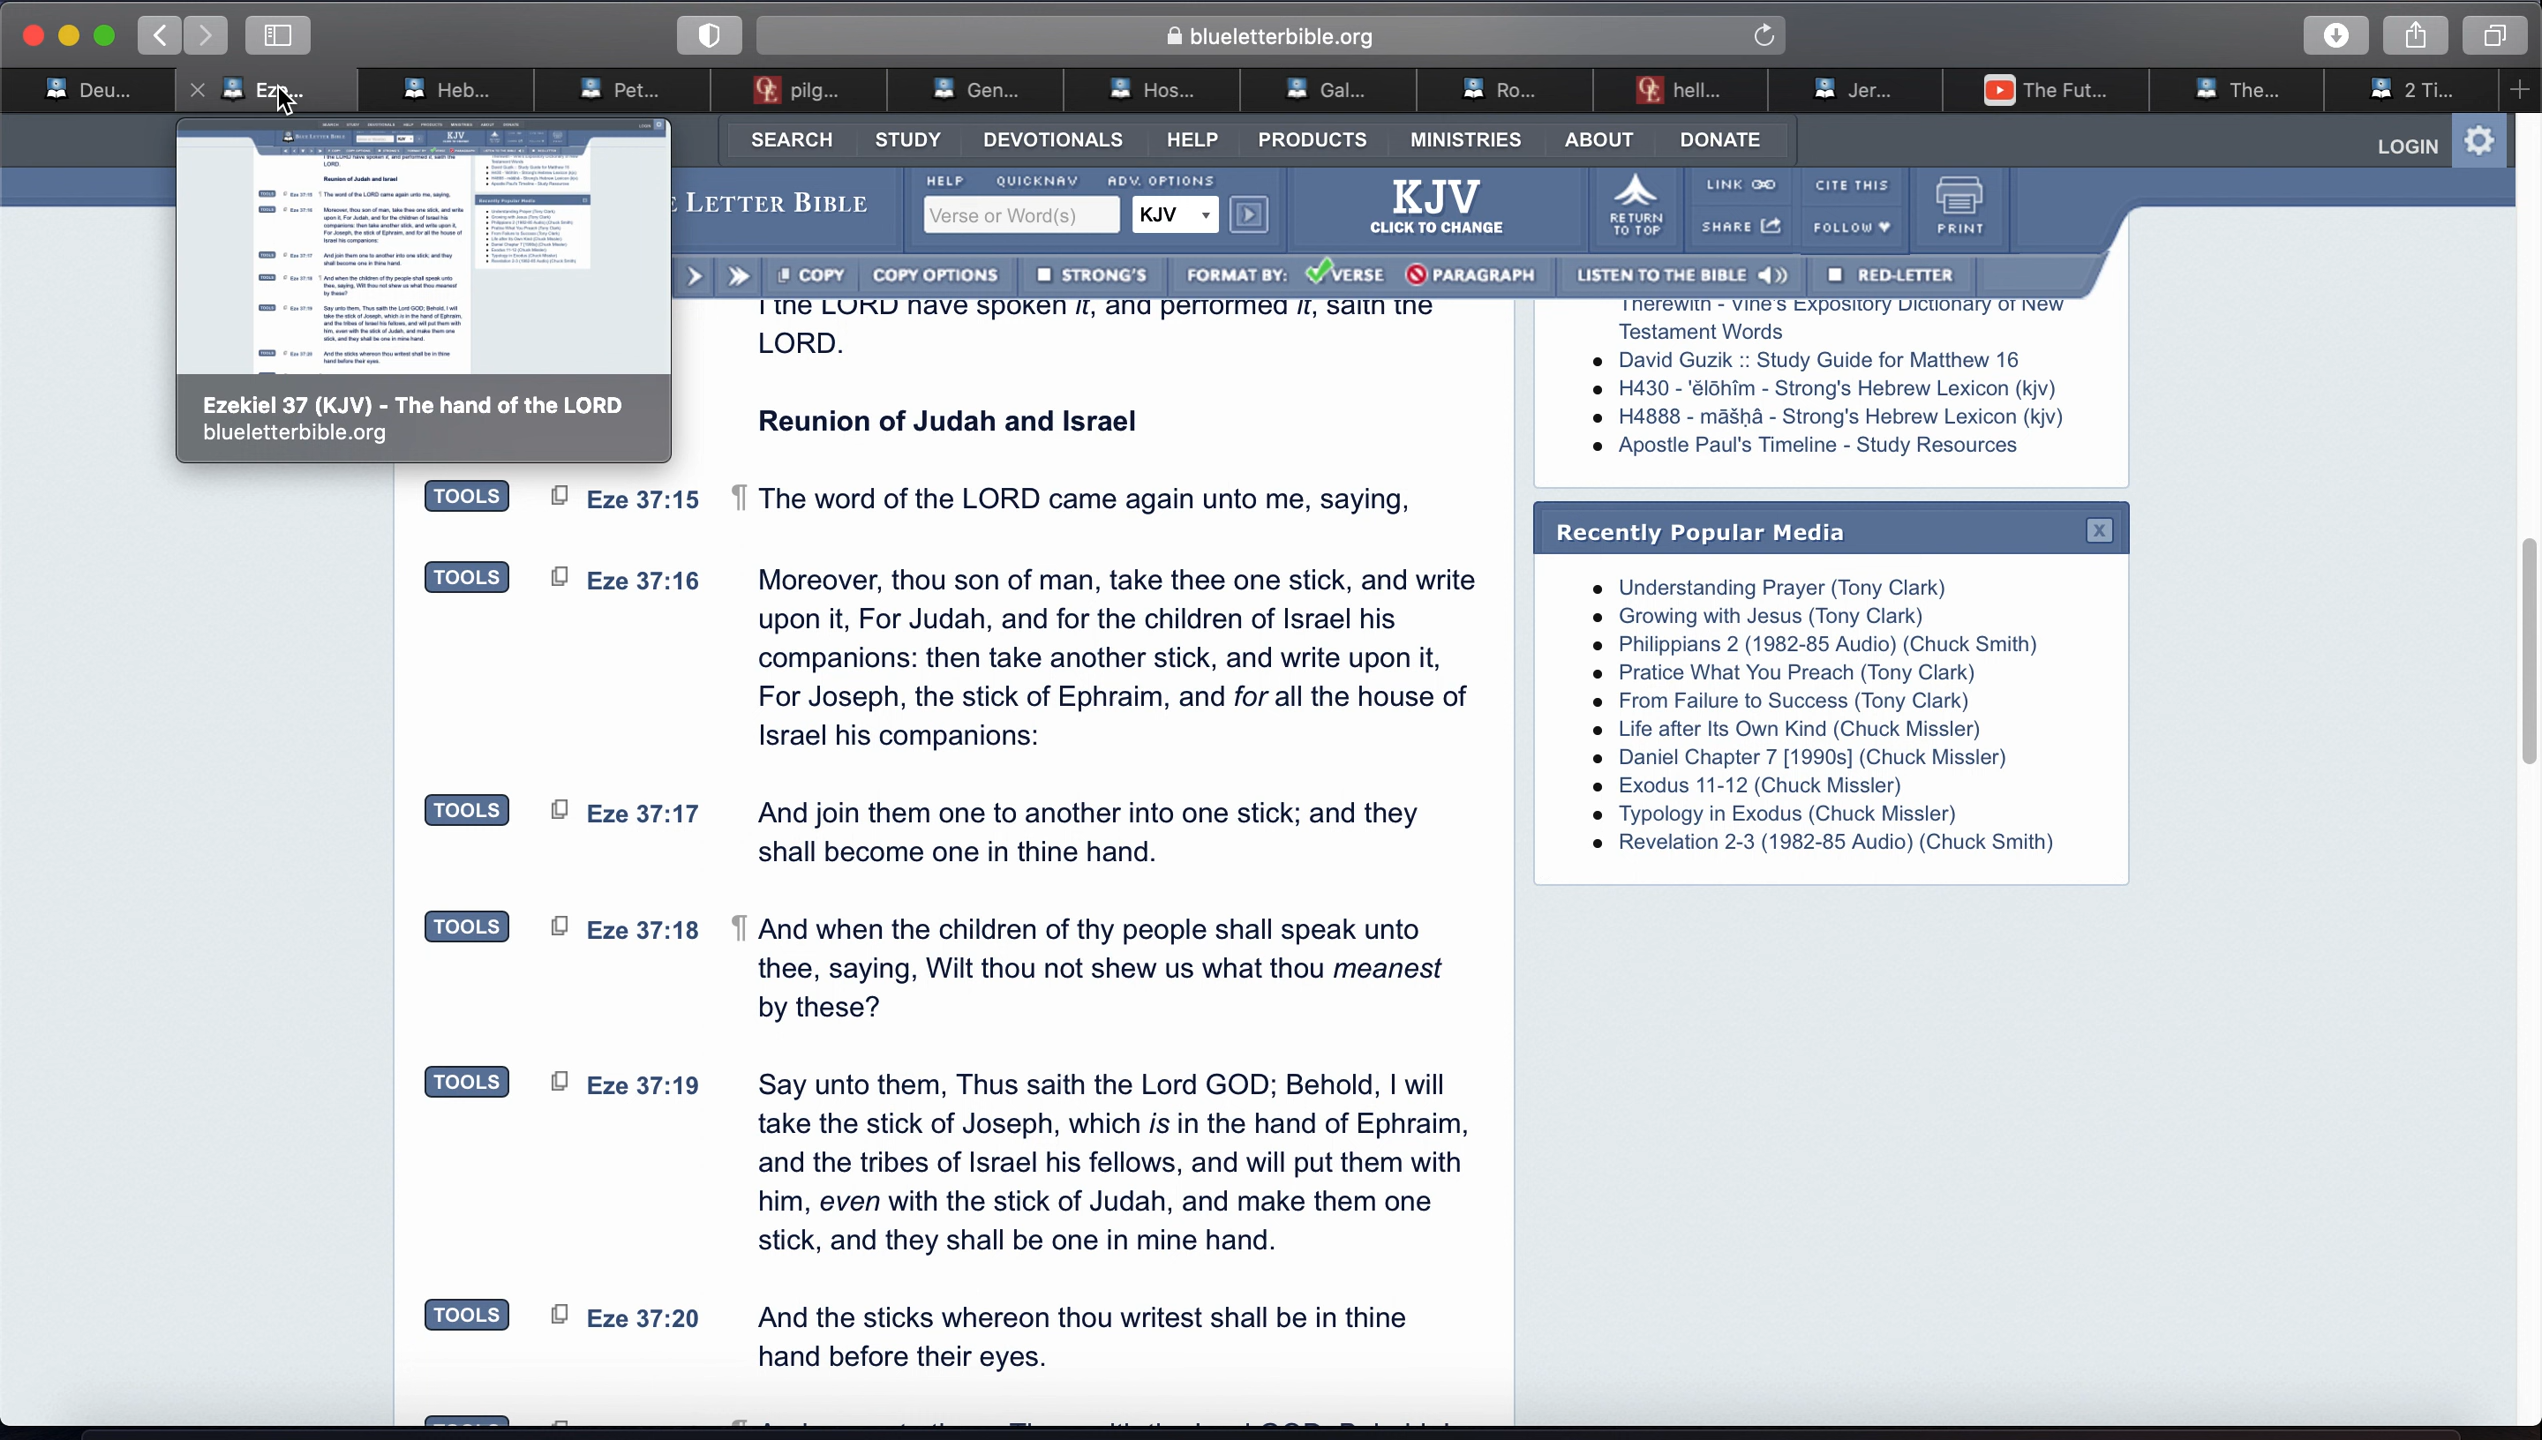 blueletterbible.org
Deu...
Eze...
Heb...
Pet...
pilg...
Gen...
Hos...
Gal...
Ro...
hell...
Jer...
The Fut...
The...
2 Ti...
SEARCH STUDY DEVOTIONALS HELP PRODUCTS MINISTRIES ABOUT DONATE
LOGIN
LETTER BIBLE
HELP QUICKNAV ADV. OPTIONS
Verse or Word(s)
KJV
KJV
CLICK TO CHANGE
RETURN
TO TOP
LINK
CITE THIS
SHARE
FOLLOW
PRINT
COPY COPY OPTIONS STRONG'S FORMAT BY: VERSE PARAGRAPH LISTEN TO THE BIBLE RED-LETTER
Ezekiel 37 (KJV) - The hand of the LORD
blueletterbible.org
I the LORD have spoken it, and performed it, saith the
LORD.
Reunion of Judah and Israel
TOOLS Eze 37:15 ¶ The word of the LORD came again unto me, saying,
TOOLS Eze 37:16 Moreover, thou son of man, take thee one stick, and write
upon it, For Judah, and for the children of Israel his
companions: then take another stick, and write upon it,
For Joseph, the stick of Ephraim, and for all the house of
Israel his companions:
TOOLS Eze 37:17 And join them one to another into one stick; and they
shall become one in thine hand.
TOOLS Eze 37:18 ¶ And when the children of thy people shall speak unto
thee, saying, Wilt thou not shew us what thou meanest
by these?
TOOLS Eze 37:19 Say unto them, Thus saith the Lord GOD; Behold, I will
take the stick of Joseph, which is in the hand of Ephraim,
and the tribes of Israel his fellows, and will put them with
him, even with the stick of Judah, and make them one
stick, and they shall be one in mine hand.
TOOLS Eze 37:20 And the sticks whereon thou writest shall be in thine
hand before their eyes.
Therewith - Vine's Expository Dictionary of New
Testament Words
David Guzik :: Study Guide for Matthew 16
H430 - 'ĕlōhîm - Strong's Hebrew Lexicon (kjv)
H4888 - māšḥâ - Strong's Hebrew Lexicon (kjv)
Apostle Paul's Timeline - Study Resources
Recently Popular Media
X
Understanding Prayer (Tony Clark)
Growing with Jesus (Tony Clark)
Philippians 2 (1982-85 Audio) (Chuck Smith)
Pratice What You Preach (Tony Clark)
From Failure to Success (Tony Clark)
Life after Its Own Kind (Chuck Missler)
Daniel Chapter 7 [1990s] (Chuck Missler)
Exodus 11-12 (Chuck Missler)
Typology in Exodus (Chuck Missler)
Revelation 2-3 (1982-85 Audio) (Chuck Smith)